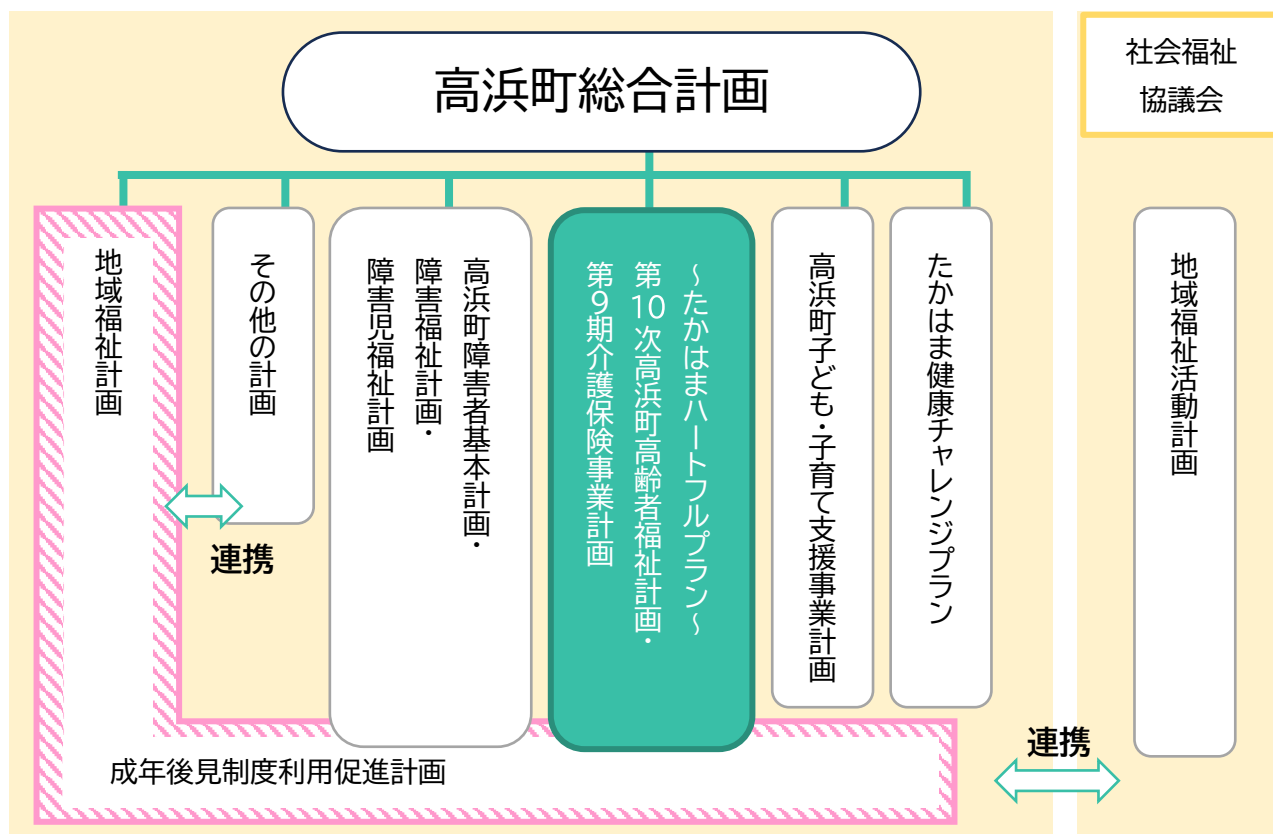 高浜町総合計画
社会福祉
協議会
地域福祉計画
その他の計画
高浜町障害者基本計画・
障害福祉計画・
障害児福祉計画
～たかはまハートフルプラン～
第10次高浜町高齢者福祉計画・
第９期介護保険事業計画
高浜町子ども・子育て支援事業計画
たかはま健康チャレンジプラン
地域福祉活動計画
連携
成年後見制度利用促進計画
連携